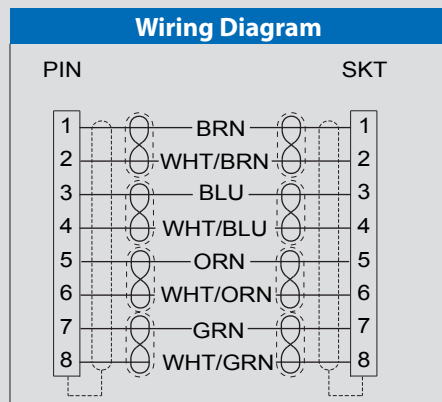 Wiring Diagram
PIN SKT
1 BRN 1
2 WHT/BRN 2
3 BLU 3
4 WHT/BLU 4
5 ORN 5
6 WHT/ORN 6
7 GRN 7
8 WHT/GRN 8